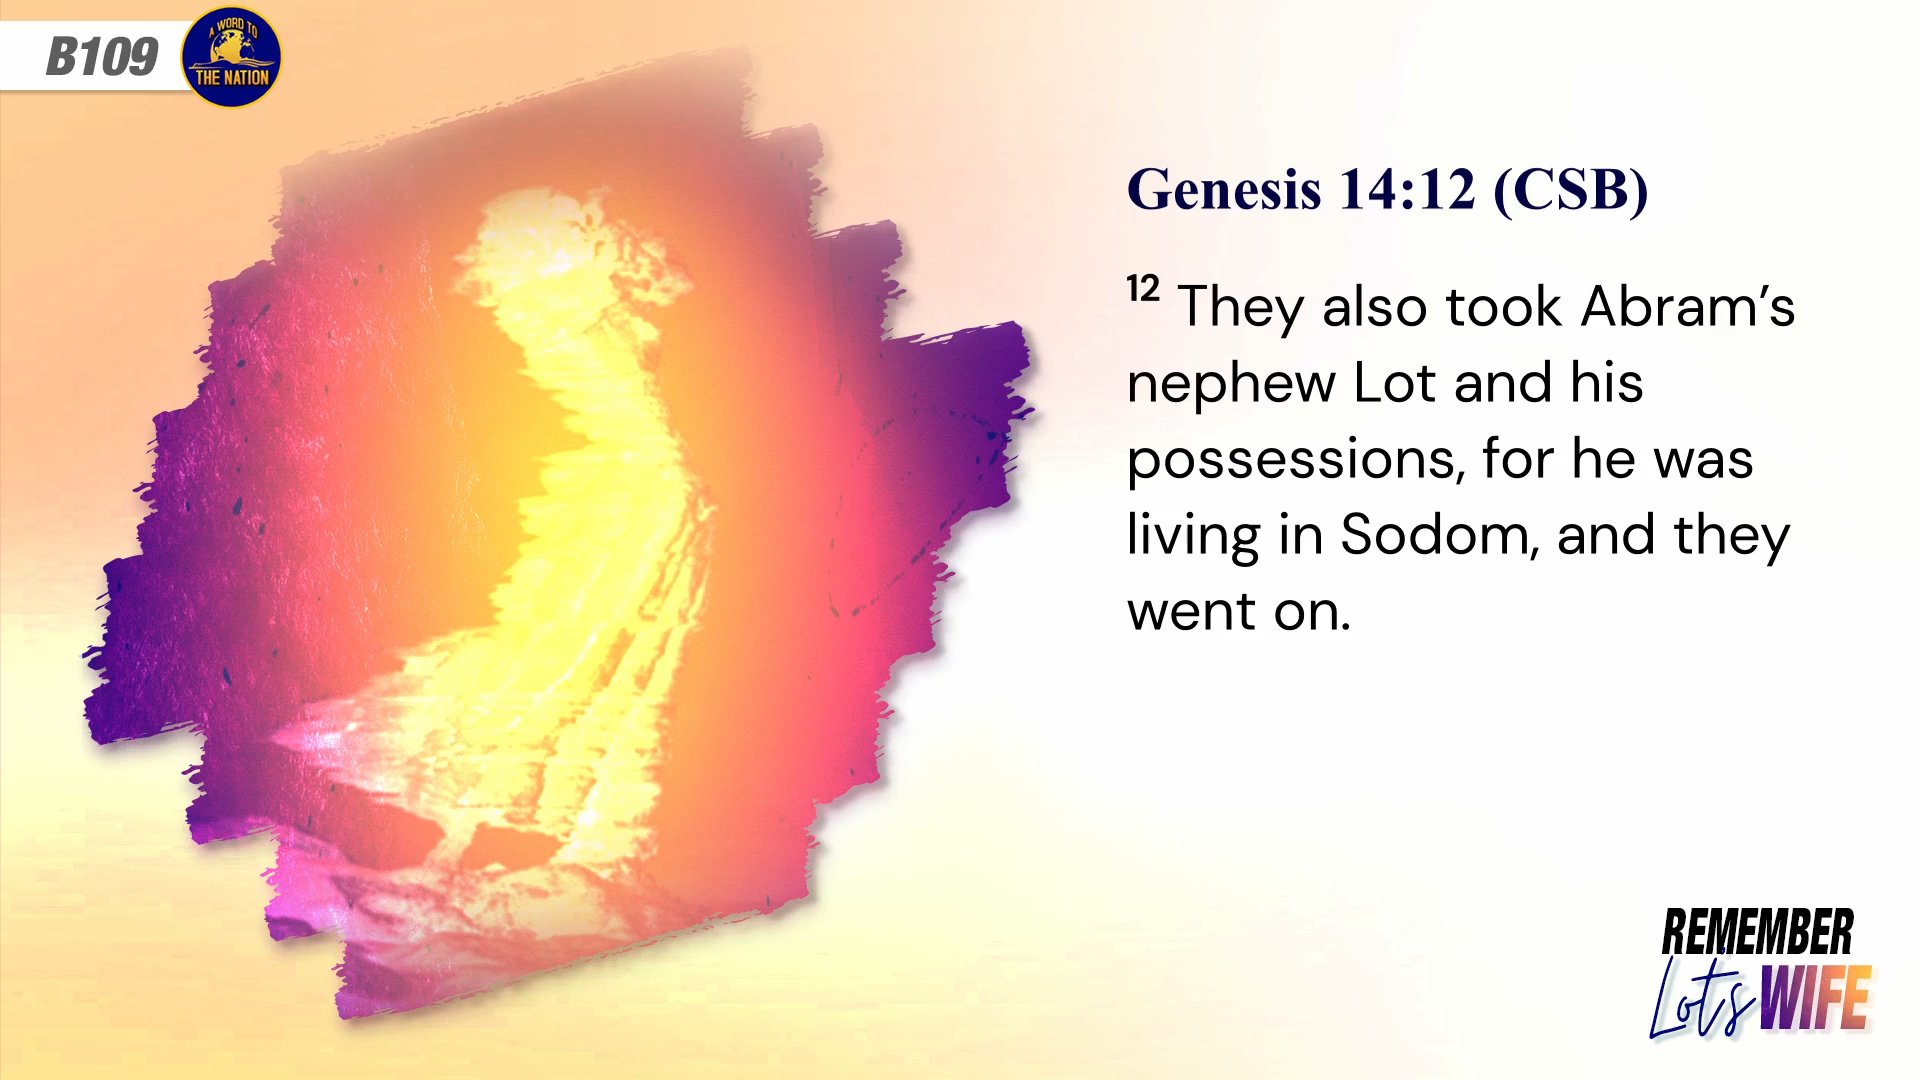 B109
A WORD TO
THE NATION
Genesis 14:12 (CSB)
12 They also took Abram’s
nephew Lot and his
possessions, for he was
living in Sodom, and they
went on.
REMEMBER
Lot's WIFE